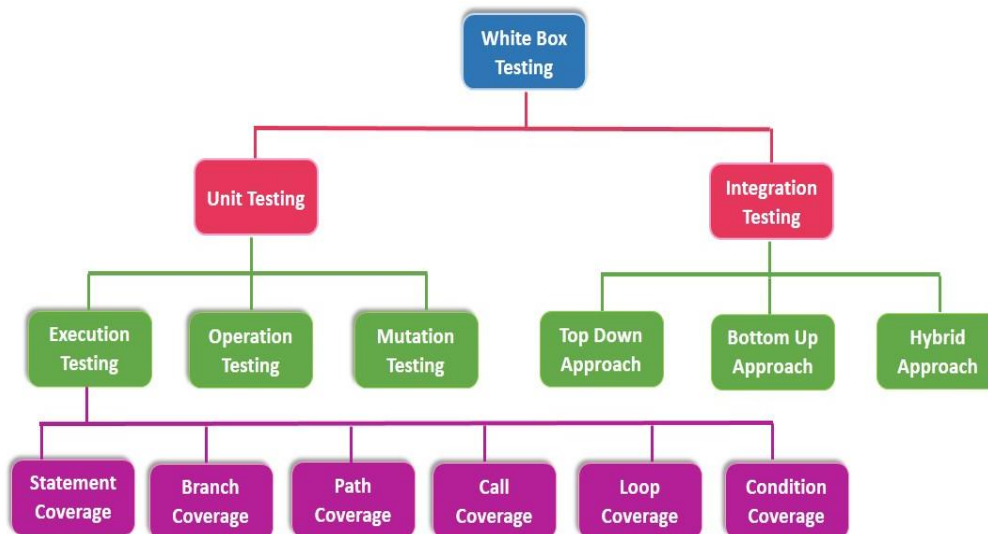 White Box
Testing
Unit Testing
Integration
Testing
Execution
Testing
Operation
Testing
Mutation
Testing
Top Down
Approach
Bottom Up
Approach
Hybrid
Approach
Statement
Coverage
Branch
Coverage
Path
Coverage
Call
Coverage
Loop
Coverage
Condition
Coverage